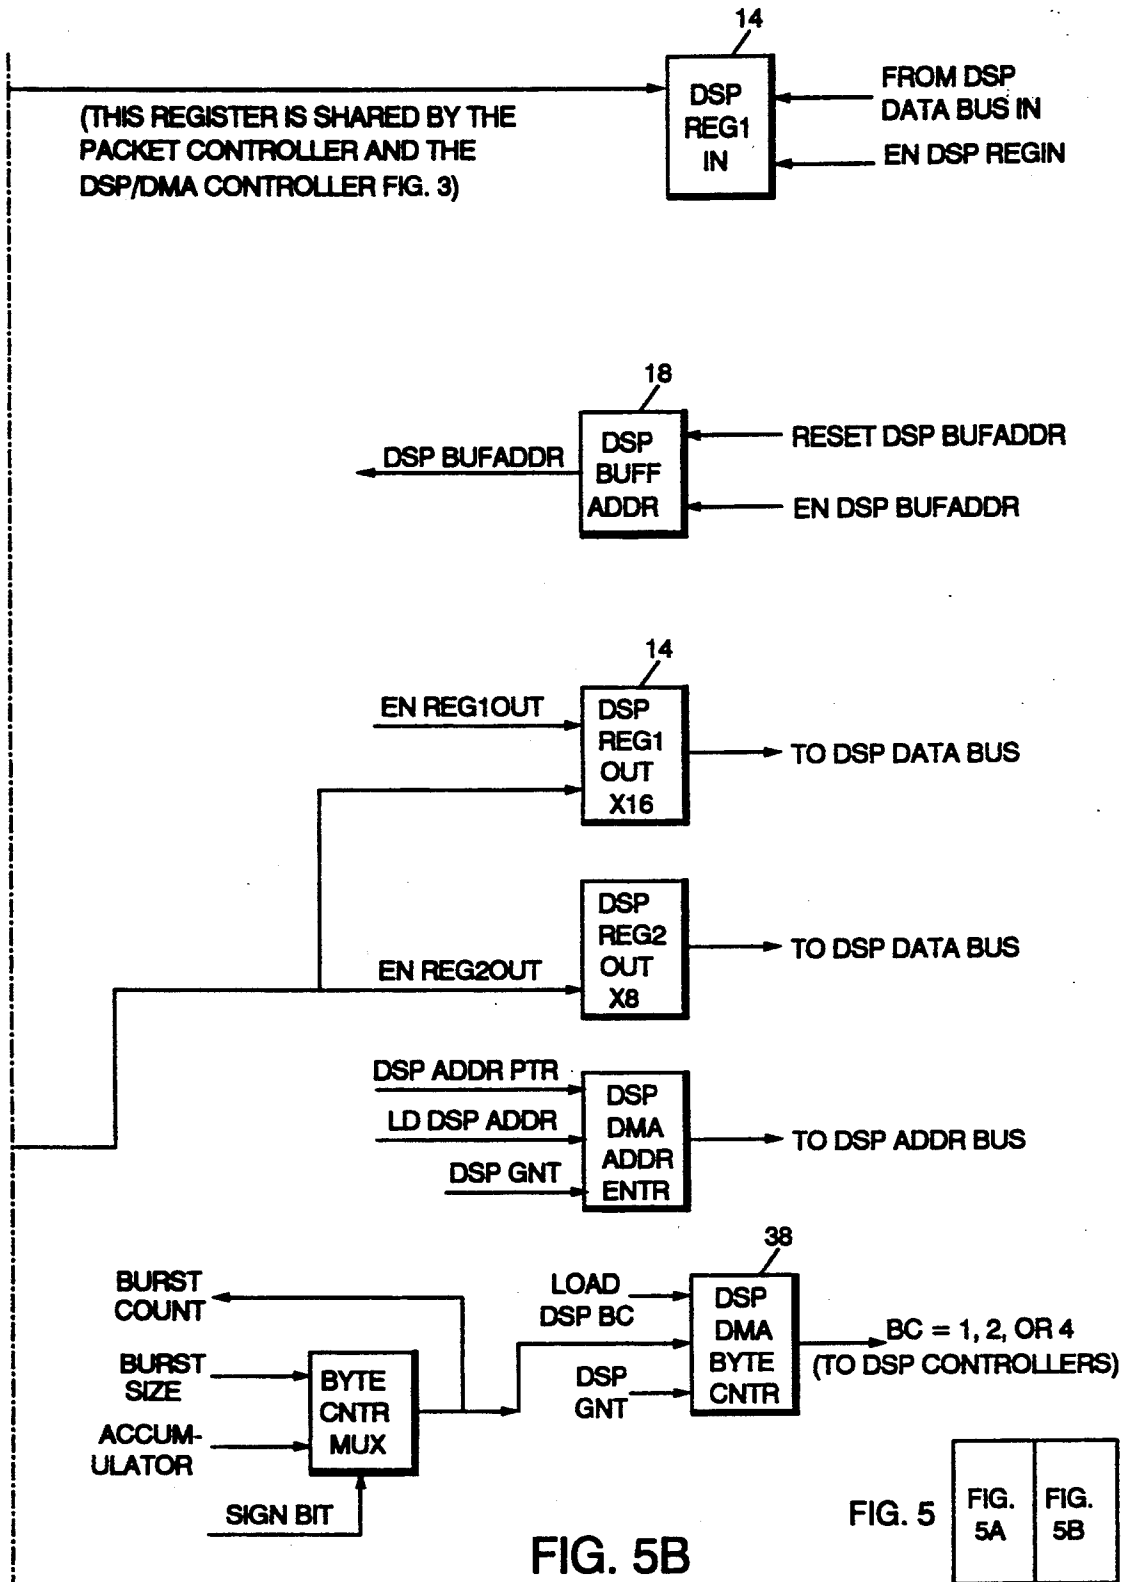 14
DSP
REG1
IN
FROM DSP
DATA BUS IN
EN DSP REGIN
(THIS REGISTER IS SHARED BY THE
PACKET CONTROLLER AND THE
DSP/DMA CONTROLLER FIG. 3)
18
DSP
BUFF
ADDR
DSP BUFADDR
RESET DSP BUFADDR
EN DSP BUFADDR
14
EN REG1OUT
DSP
REG1
OUT
X16
TO DSP DATA BUS
EN REG2OUT
DSP
REG2
OUT
X8
TO DSP DATA BUS
DSP ADDR PTR
LD DSP ADDR
DSP GNT
DSP
DMA
ADDR
ENTR
TO DSP ADDR BUS
38
BURST
COUNT
BURST
SIZE
ACCUM-
ULATOR
SIGN BIT
BYTE
CNTR
MUX
LOAD
DSP BC
DSP
GNT
DSP
DMA
BYTE
CNTR
BC = 1, 2, OR 4
(TO DSP CONTROLLERS)
FIG. 5
FIG.
5A
FIG.
5B
FIG. 5B